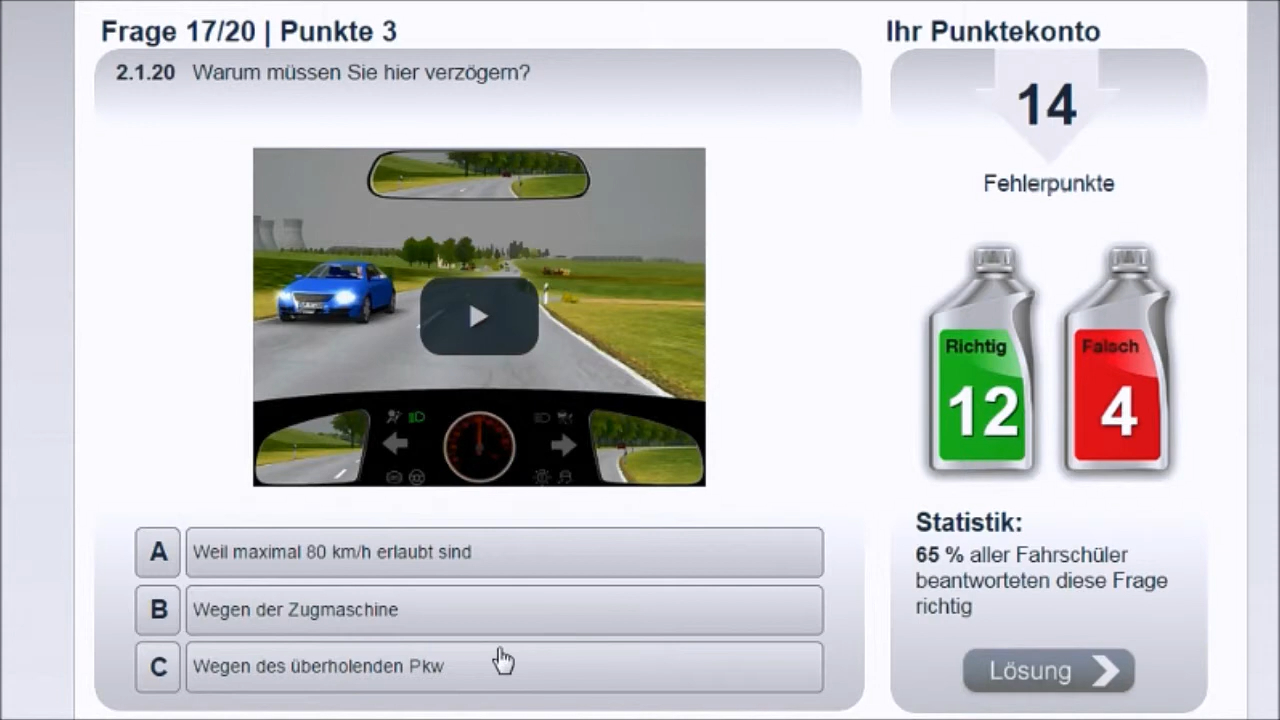 Frage 17/20 | Punkte 3
Ihr Punktekonto
2.1.20 Warum müssen Sie hier verzögern?
14
Fehlerpunkte
Richtig
12
Falsch
4
A Weil maximal 80 km/h erlaubt sind
B Wegen der Zugmaschine
C Wegen des überholenden Pkw
Statistik:
65 % aller Fahrschüler
beantworteten diese Frage
richtig
Lösung